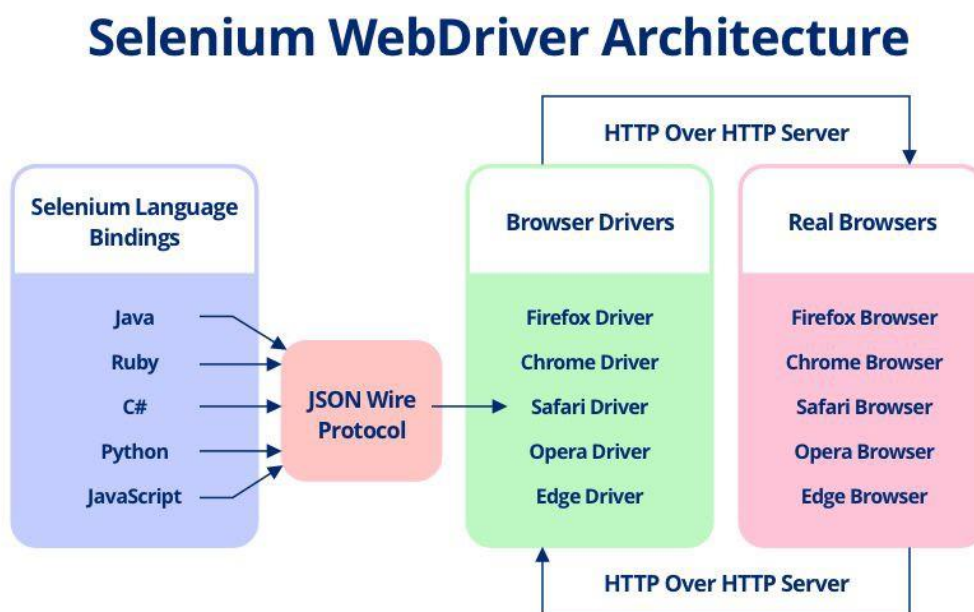 Selenium WebDriver Architecture
HTTP Over HTTP Server
Selenium Language
Bindings
Java
Ruby
C#
Python
JavaScript
JSON Wire
Protocol
Browser Drivers
Firefox Driver
Chrome Driver
Safari Driver
Opera Driver
Edge Driver
Real Browsers
Firefox Browser
Chrome Browser
Safari Browser
Opera Browser
Edge Browser
HTTP Over HTTP Server